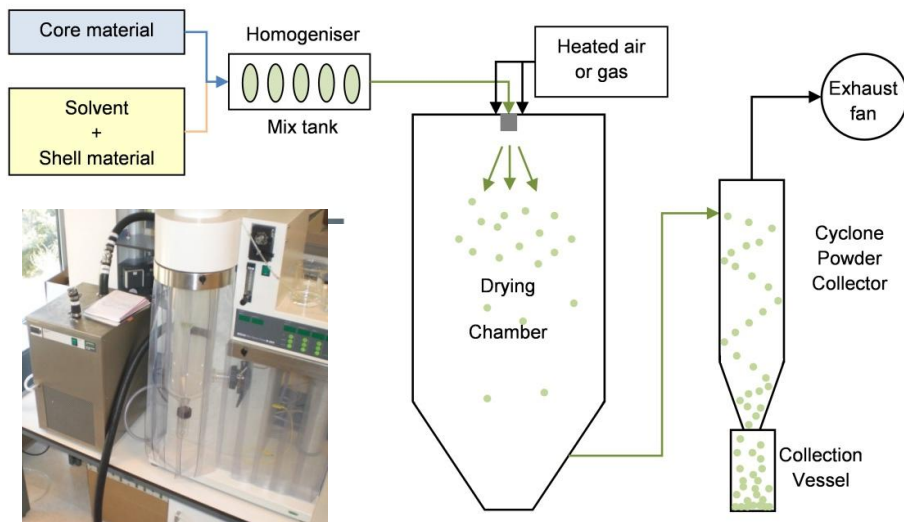 Core material
Solvent
+
Shell material
Homogeniser
Mix tank
Heated air
or gas
Exhaust
fan
Drying
Chamber
Cyclone
Powder
Collector
Collection
Vessel